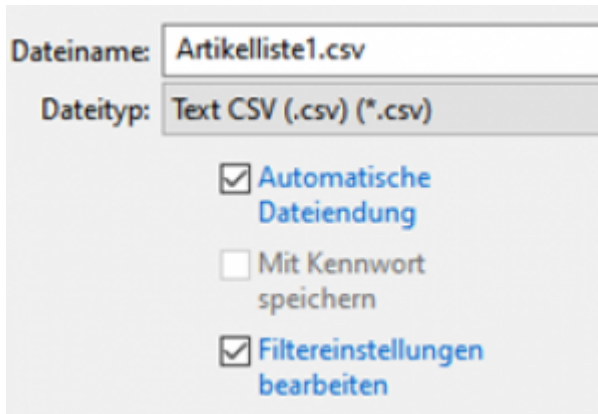 Dateiname: Artikelliste1.csv
Dateityp: Text CSV (.csv) (*.csv)
Automatische
Dateiendung
Mit Kennwort
speichern
Filtereinstellungen
bearbeiten